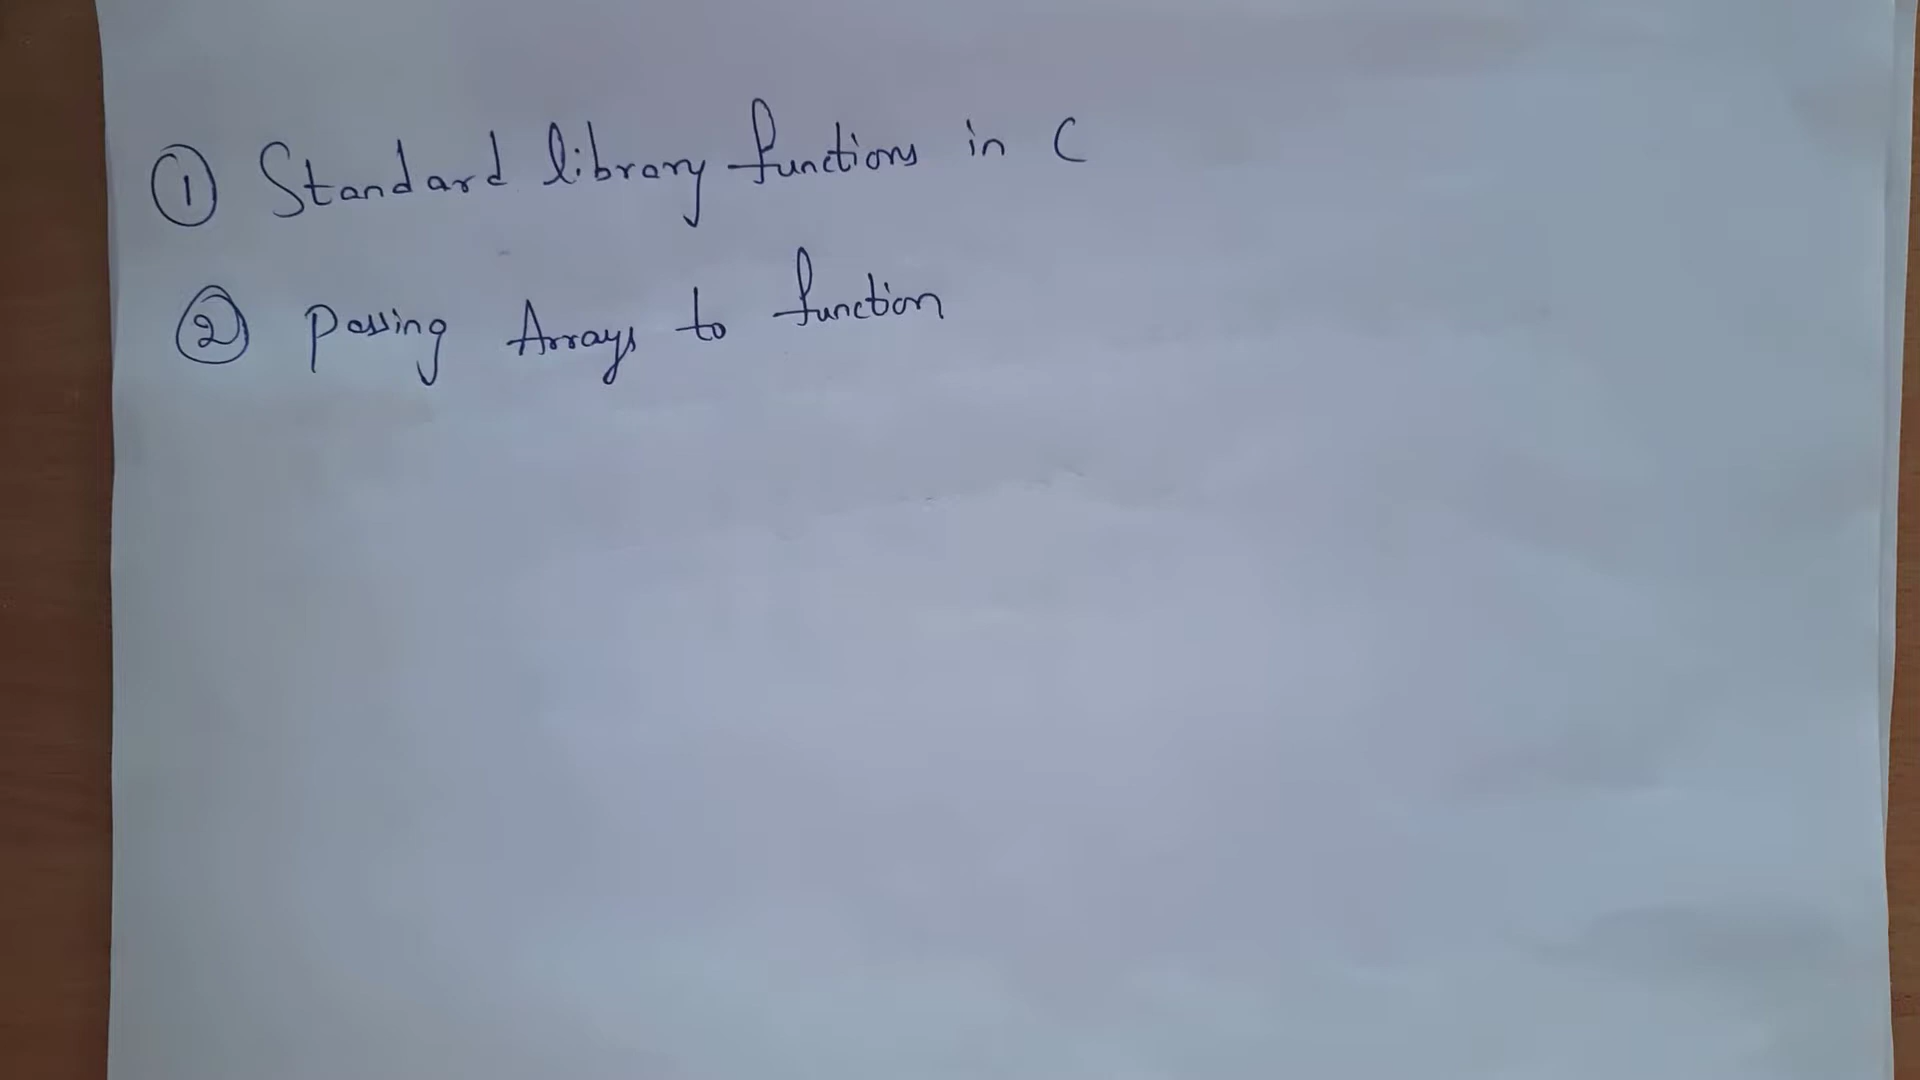 ① Standard library functions in C
② Passing Arrays to function